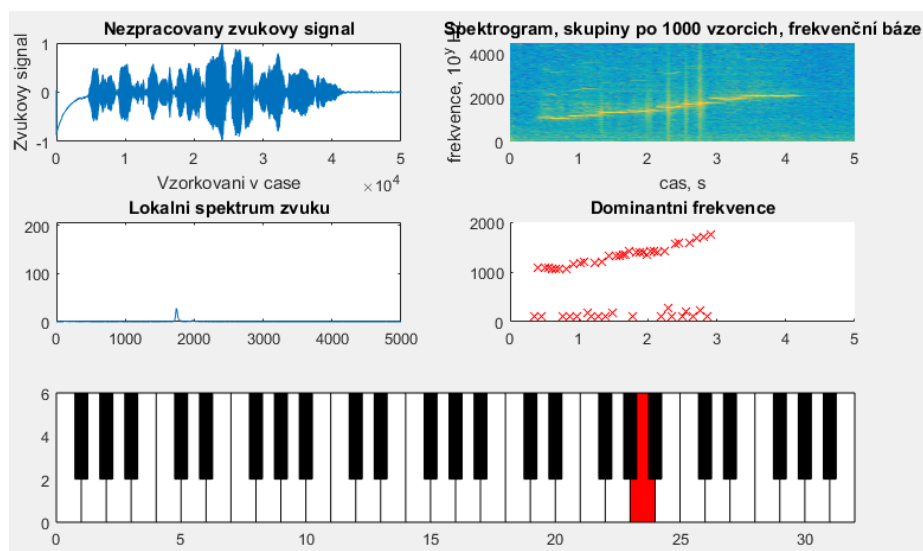 Nezpracovany zvukovy signal
Zvukovy signal
1
0
-1
0 1 2 3 4 5
Vzorkovani v case
×10^4
Spektrogram, skupiny po 1000 vzorcich, frekvenční báze
frekvence, 10^y H
4000
2000
0
0 1 2 3 4 5
cas, s
Lokalni spektrum zvuku
200
100
0
0 1000 2000 3000 4000 5000
Dominantni frekvence
2000
1000
0
0 1 2 3 4 5
6
4
2
0
0 5 10 15 20 25 30